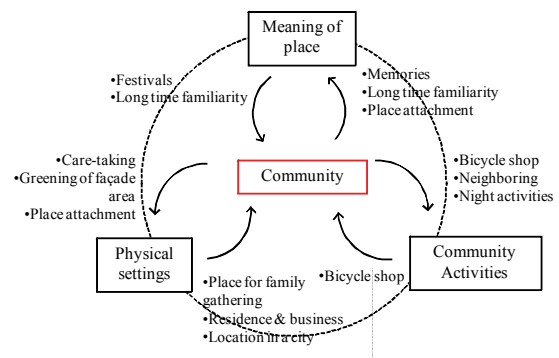 Meaning of
place
•Festivals
•Long time familiarity
•Memories
•Long time familiarity
•Place attachment
•Care-taking
•Greening of façade
area
•Place attachment
Community
•Bicycle shop
•Neighboring
•Night activities
Physical
settings
•Place for family
gathering
•Residence & business
•Location in a city
•Bicycle shop
Community
Activities